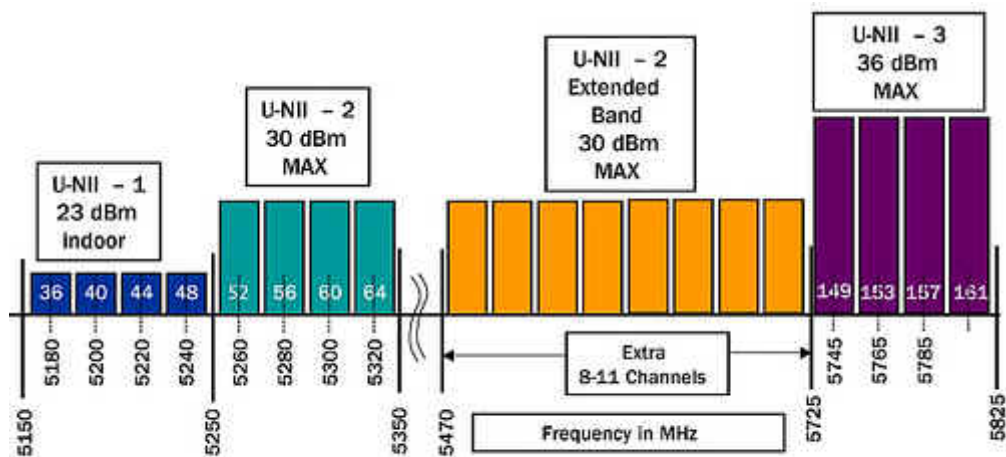 U-NII - 1
23 dBm
Indoor
U-NII - 2
30 dBm
MAX
U-NII - 2
Extended
Band
30 dBm
MAX
U-NII - 3
36 dBm
MAX
36 40 44 48 52 56 60 64 149 153 157 161
5180 5200 5220 5240 5260 5280 5300 5320 5745 5765 5785
5150 5250 5350 5470 5725 5825
Extra
8-11 Channels
Frequency in MHz